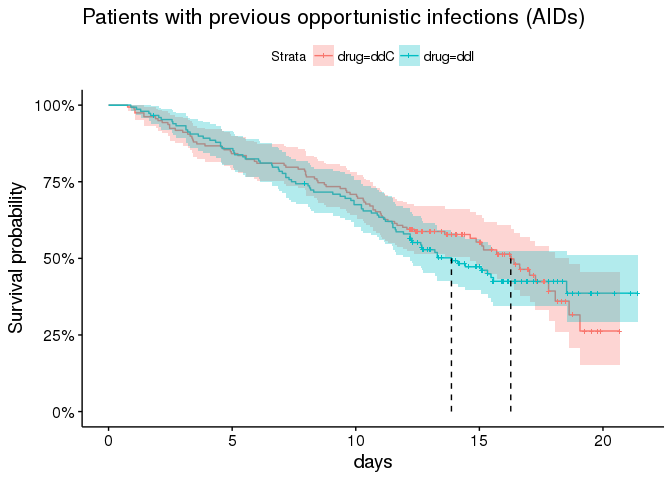 Patients with previous opportunistic infections (AIDs)
Strata drug=ddC drug=ddI
100%
75%
50%
25%
0%
Survival probability
0 5 10 15 20
days